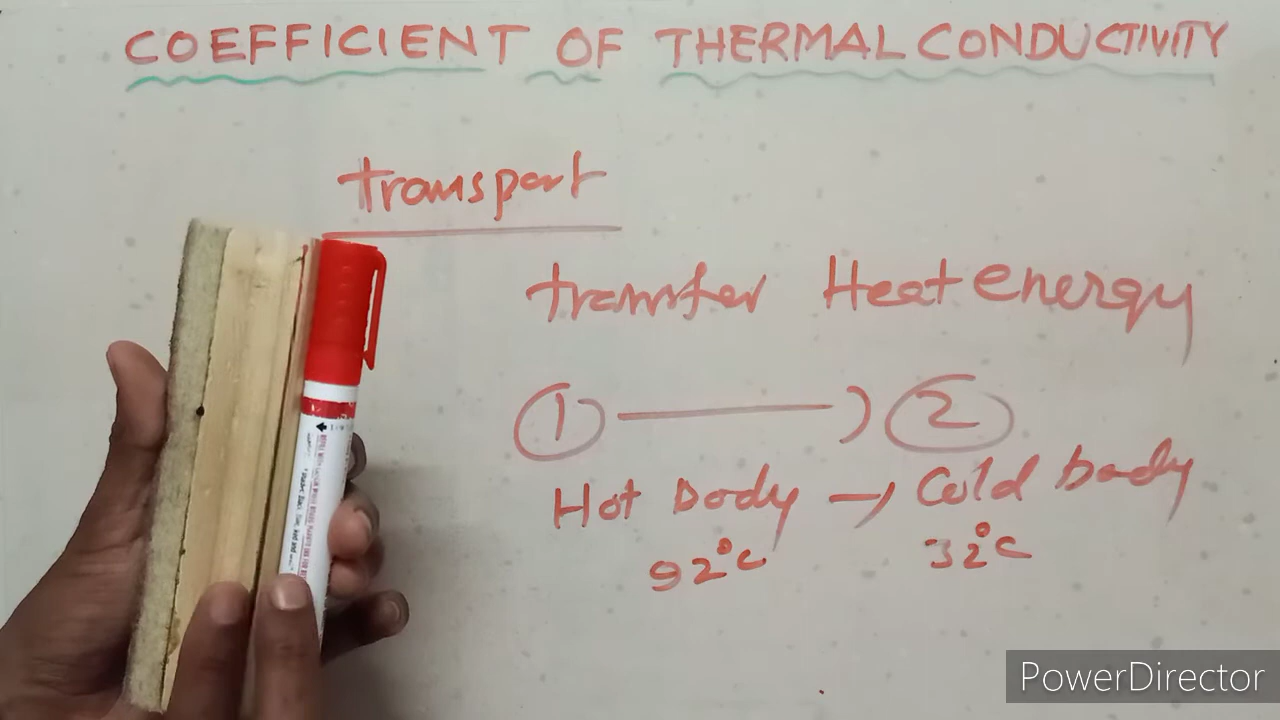 COEFFICIENT OF THERMAL CONDUCTIVITY
transport
transfer Heat energy
1 → 2
Hot body → Cold body
92°C 32°C
PowerDirector